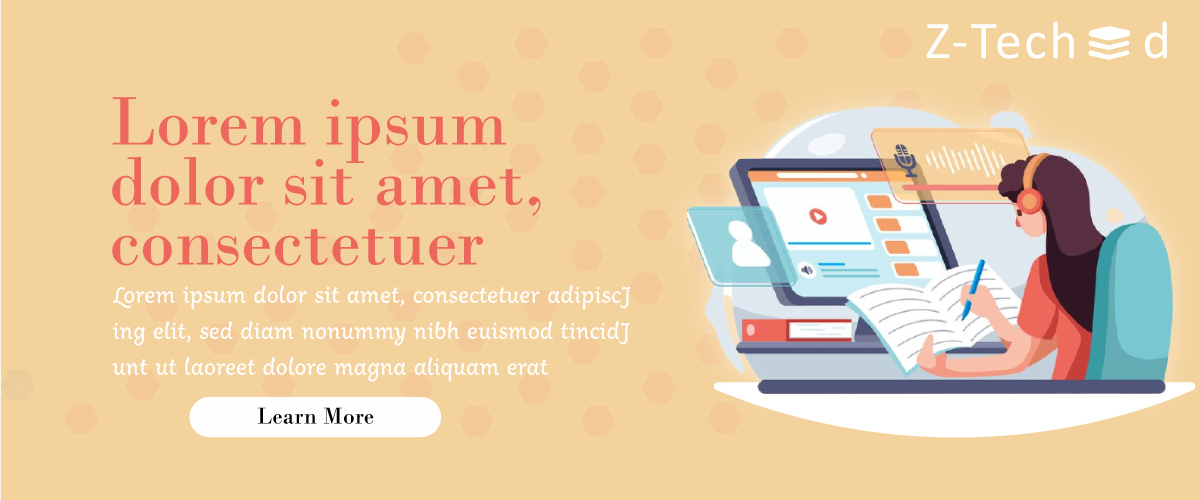 Z-Tech d
Lorem ipsum
dolor sit amet,
consectetuer
Lorem ipsum dolor sit amet, consectetuer adipiscJ
ing elit, sed diam nonummy nibh euismod tincidJ
unt ut laoreet dolore magna aliquam erat
Learn More